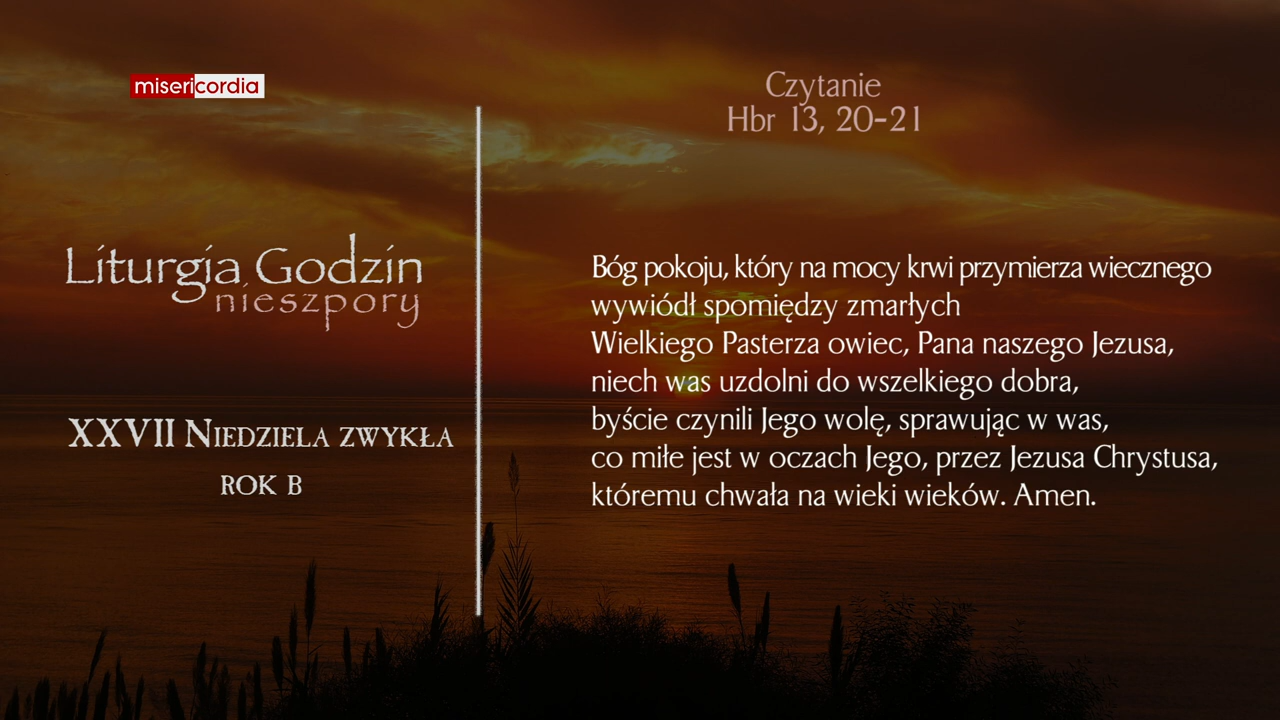 misericordia
Liturgia Godzin
nieszpory
XXVII Niedziela zwykła
rok B
Czytanie
Hbr 13, 20-21
Bóg pokoju, który na mocy krwi przymierza wiecznego
wywiódł spomiędzy zmarłych
Wielkiego Pasterza owiec, Pana naszego Jezusa,
niech was uzdolni do wszelkiego dobra,
byście czynili Jego wolę, sprawując w was,
co miłe jest w oczach Jego, przez Jezusa Chrystusa,
któremu chwała na wieki wieków. Amen.